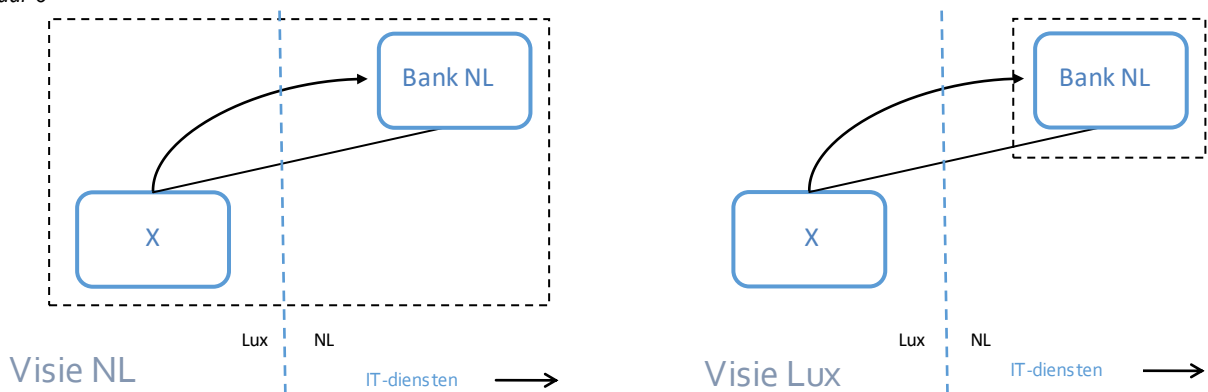 Bank NL
X
Lux NL
Visie NL
IT-diensten
Bank NL
X
Lux NL
Visie Lux
IT-diensten